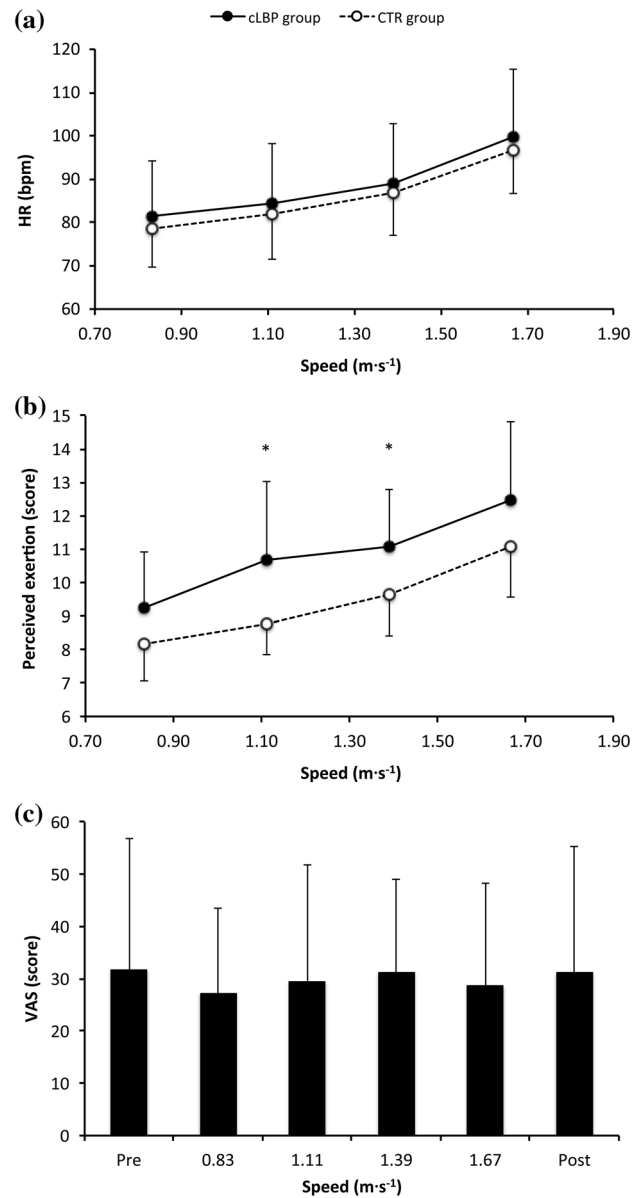 (a)
cLBP group CTR group
120
110
100
90
80
70
60
HR (bpm)
0.70 0.90 1.10 1.30 1.50 1.70 1.90
Speed (m·s-1)
(b)
15
14
13
12
11
10
9
8
7
6
Perceived exertion (score)
* *
0.70 0.90 1.10 1.30 1.50 1.70 1.90
Speed (m·s-1)
(c)
60
50
40
30
20
10
0
VAS (score)
Pre 0.83 1.11 1.39 1.67 Post
Speed (m·s-1)